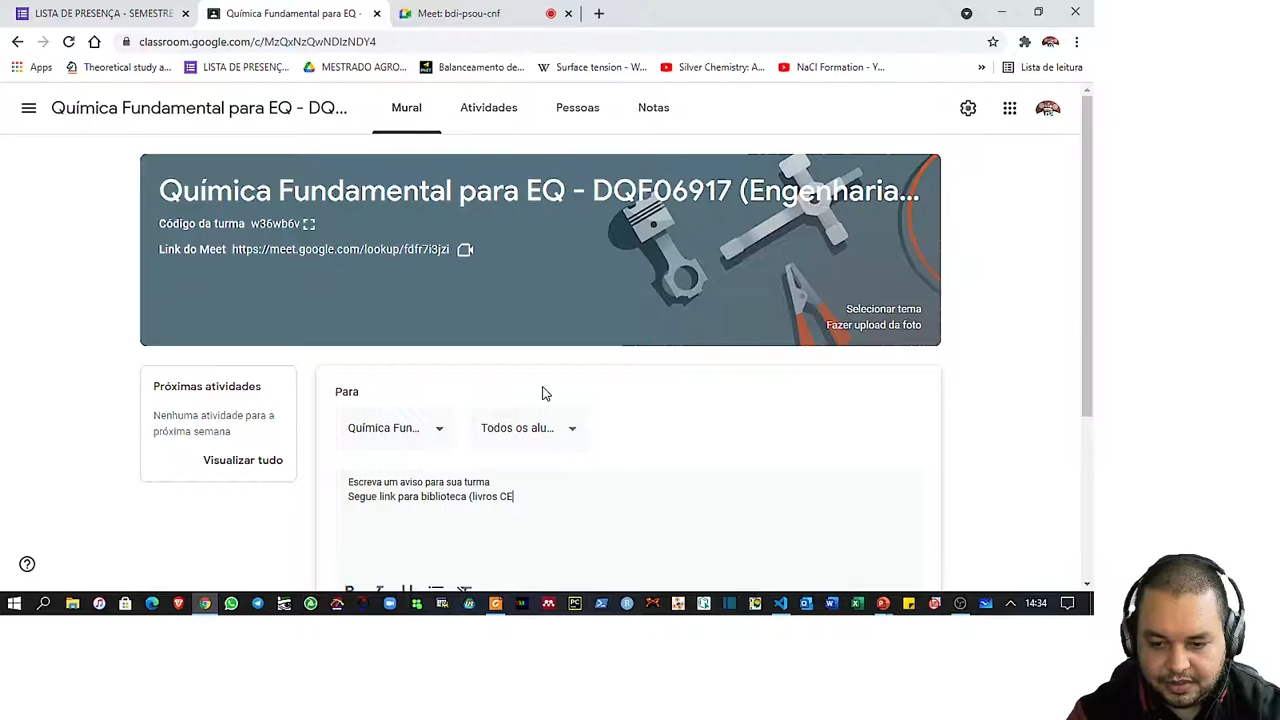 LISTA DE PRESENÇA - SEMESTRE
Química Fundamental para EQ -
Meet: bdi-psou-cnf
classroom.google.com/c/MzQxNzQwNDIzNDY4
Apps
Theoretical study a...
LISTA DE PRESENÇ...
MESTRADO AGRO...
Balanceamento de...
Surface tension - W...
Silver Chemistry: A...
NaCl Formation - Y...
»
Lista de leitura
Química Fundamental para EQ - DQ...
Mural
Atividades
Pessoas
Notas
Química Fundamental para EQ - DQF06917 (Engenharia...
Código da turma w36wb6v
Link do Meet https://meet.google.com/lookup/fdfr7i3jzi
Selecionar tema
Fazer upload da foto
Próximas atividades
Nenhuma atividade para a
próxima semana
Visualizar tudo
Para
Química Fun...
Todos os alu...
Escreva um aviso para sua turma
Segue link para biblioteca (livros CE
14:34